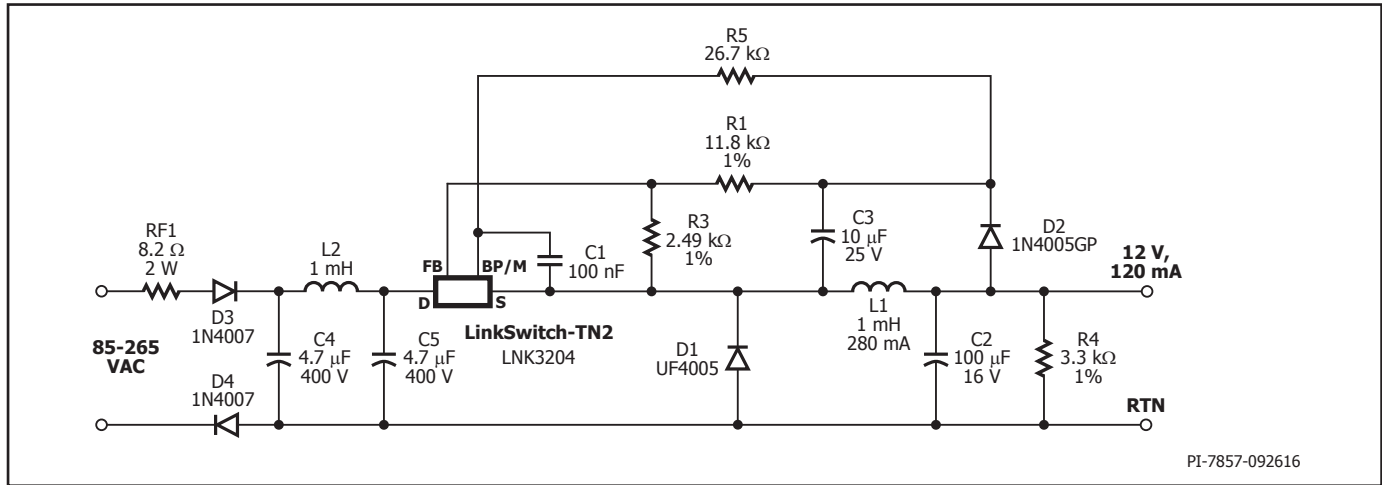 R5
26.7 kΩ
R1
11.8 kΩ
1%
RF1
8.2 Ω
2 W
L2
1 mH
D3
1N4007
C4
4.7 μF
400 V
C5
4.7 μF
400 V
85-265
VAC
D4
1N4007
FB
BP/M
D
S
C1
100 nF
LinkSwitch-TN2
LNK3204
R3
2.49 kΩ
1%
C3
10 μF
25 V
D2
1N4005GP
D1
UF4005
L1
1 mH
280 mA
C2
100 μF
16 V
R4
3.3 kΩ
1%
12 V,
120 mA
RTN
PI-7857-092616